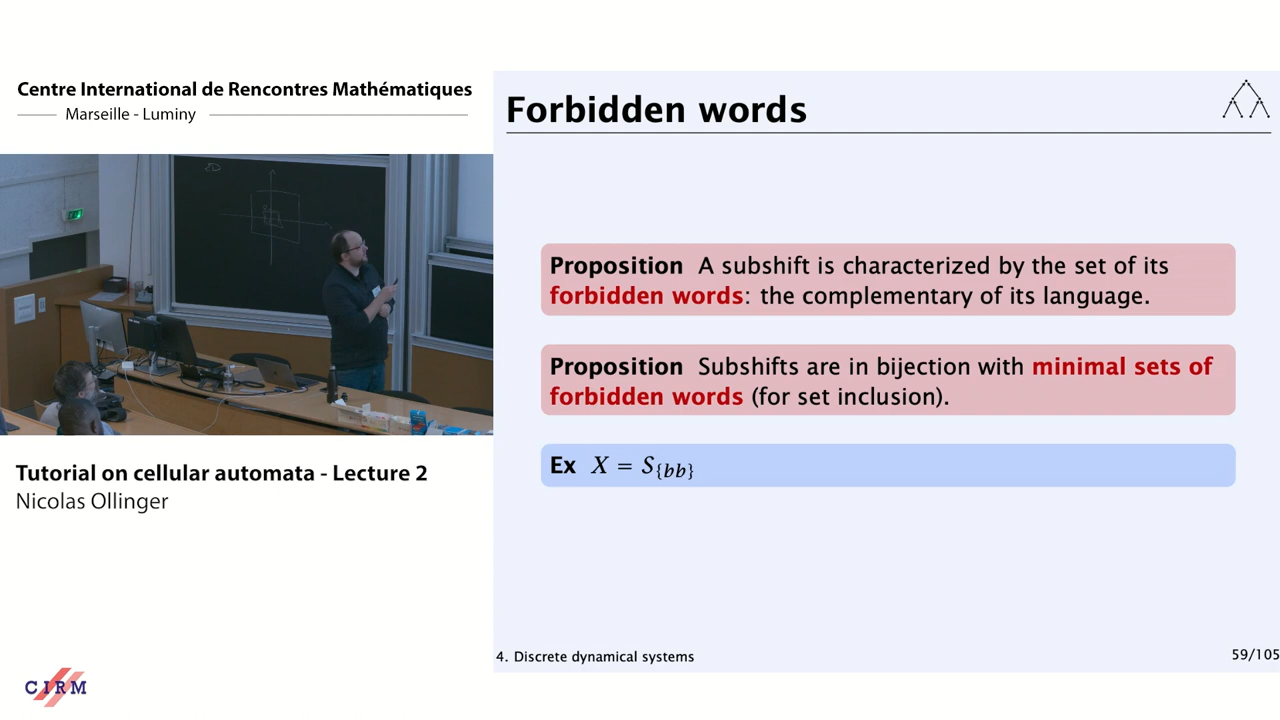 Centre International de Rencontres Mathématiques
Marseille - Luminy
Forbidden words
Proposition A subshift is characterized by the set of its
forbidden words: the complementary of its language.
Proposition Subshifts are in bijection with minimal sets of
forbidden words (for set inclusion).
Ex X = S_{bb}
Tutorial on cellular automata - Lecture 2
Nicolas Ollinger
4. Discrete dynamical systems
59/105
CIRM